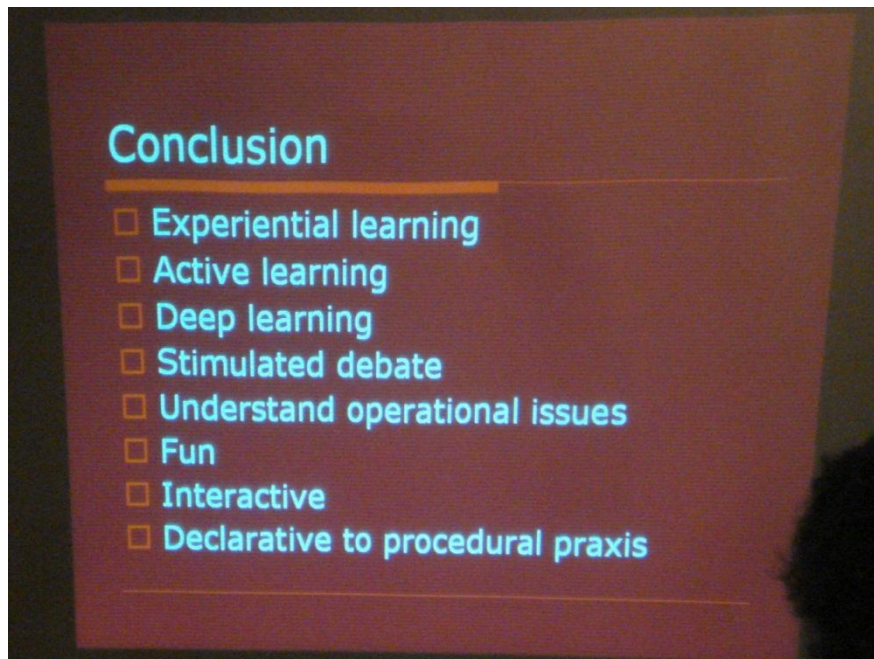 Conclusion
Experiential learning
Active learning
Deep learning
Stimulated debate
Understand operational issues
Fun
Interactive
Declarative to procedural praxis